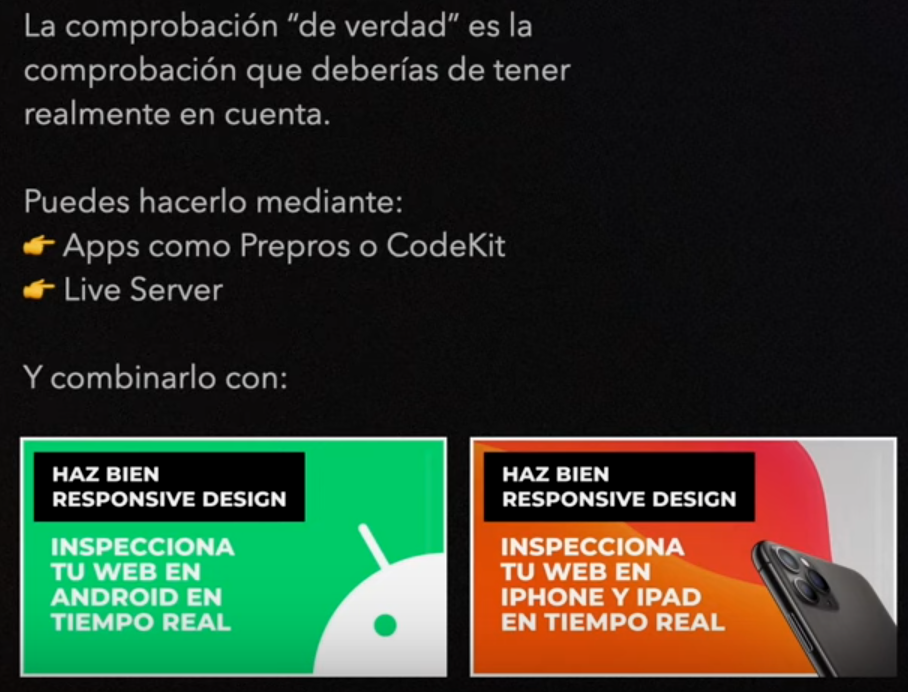 La comprobación “de verdad” es la
comprobación que deberías de tener
realmente en cuenta.
Puedes hacerlo mediante:
👉 Apps como Prepros o CodeKit
👉 Live Server
Y combinarlo con:
HAZ BIEN
RESPONSIVE DESIGN
INSPECCIONA
TU WEB EN
ANDROID EN
TIEMPO REAL
HAZ BIEN
RESPONSIVE DESIGN
INSPECCIONA
TU WEB EN
IPHONE Y IPAD
EN TIEMPO REAL